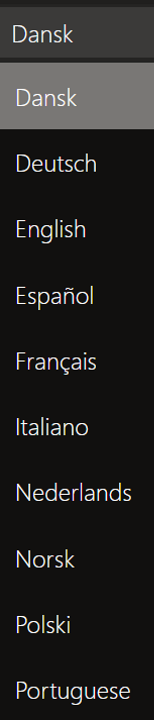 Dansk
Dansk
Deutsch
English
Español
Français
Italiano
Nederlands
Norsk
Polski
Portuguese